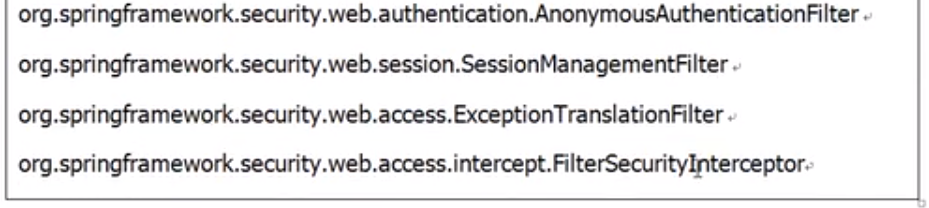 org.springframework.security.web.authentication.AnonymousAuthenticationFilter
org.springframework.security.web.session.SessionManagementFilter
org.springframework.security.web.access.ExceptionTranslationFilter
org.springframework.security.web.access.intercept.FilterSecurityInterceptor